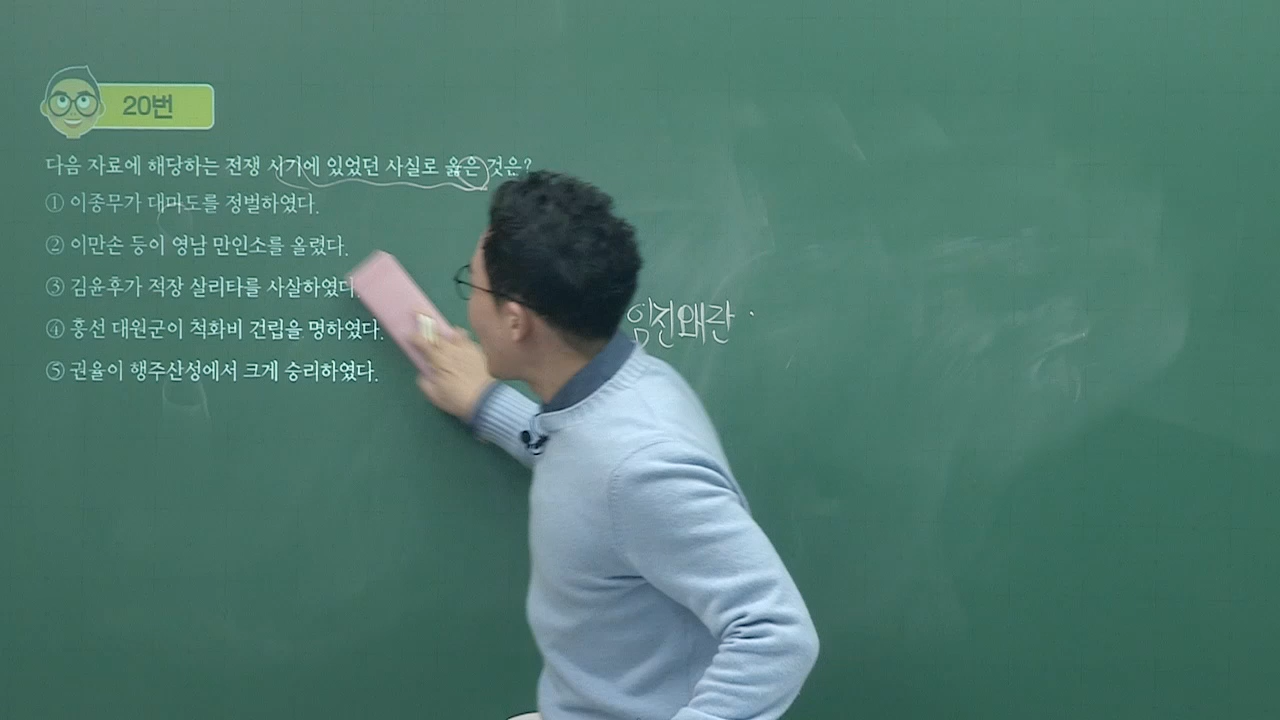 20번
다음 자료에 해당하는 전쟁 시기에 있었던 사실로 옳은 것은?
① 이종무가 대마도를 정벌하였다.
② 이만손 등이 영남 만인소를 올렸다.
③ 김윤후가 적장 살리타를 사살하였다.
④ 흥선 대원군이 척화비 건립을 명하였다.
⑤ 권율이 행주산성에서 크게 승리하였다.
임진왜란